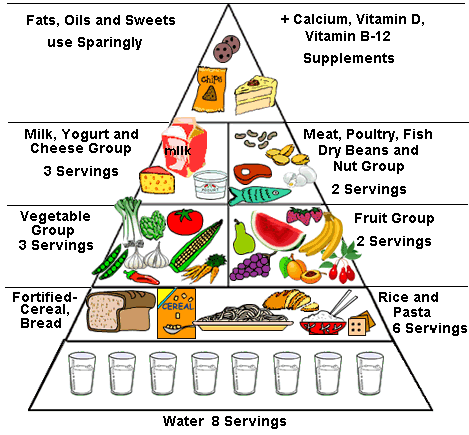 Fats, Oils and Sweets
use Sparingly
+ Calcium, Vitamin D,
Vitamin B-12
Supplements
chips
Milk, Yogurt and
Cheese Group
3 Servings
milk
YOGURT
Meat, Poultry, Fish
Dry Beans and
Nut Group
2 Servings
Vegetable
Group
3 Servings
Fruit Group
2 Servings
Fortified-
Cereal,
Bread
CEREAL
Rice and
Pasta
6 Servings
Water 8 Servings